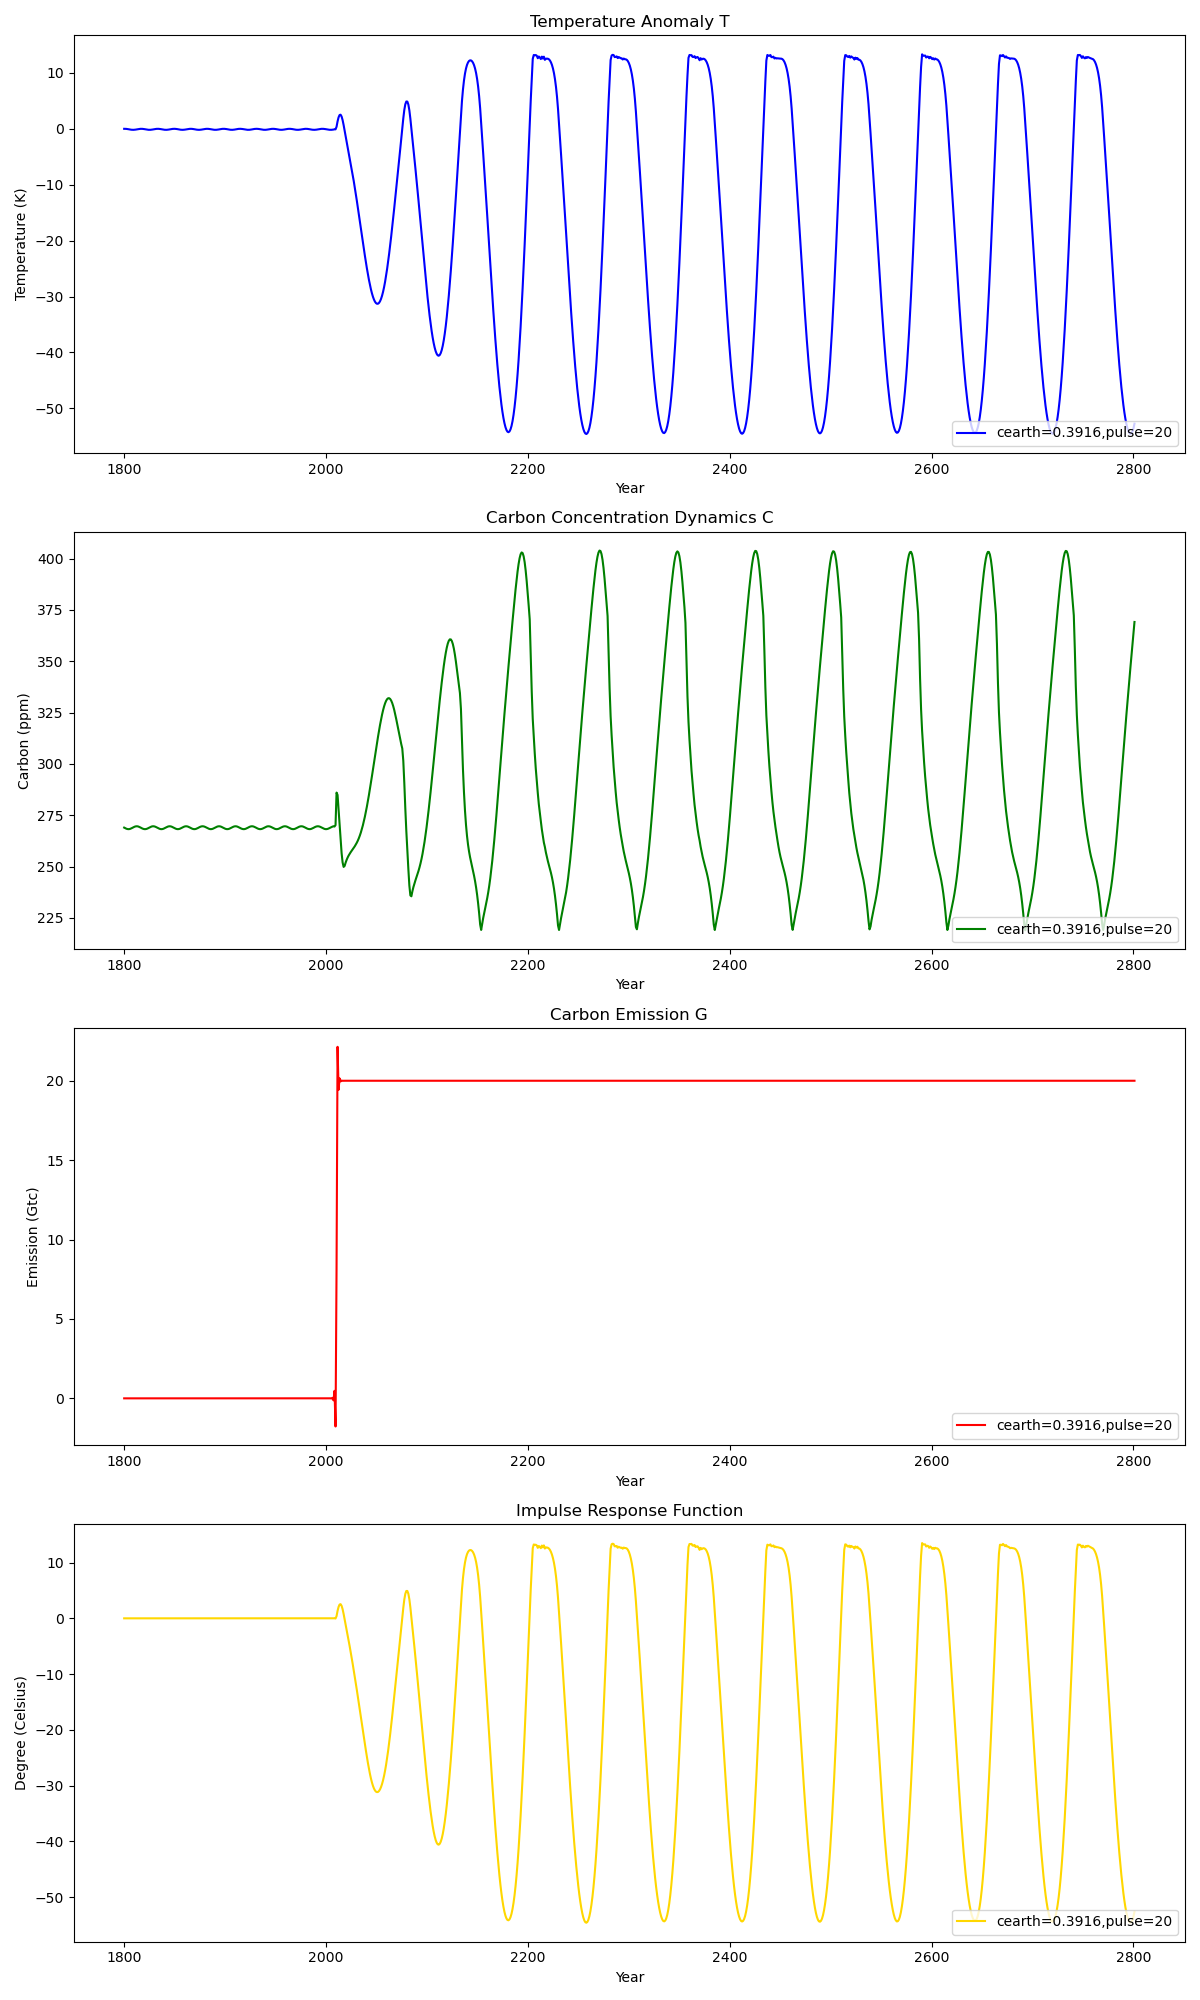 Temperature Anomaly T
10
0
−10
−20
−30
−40
−50
Temperature (K)
1800 2000 2200 2400 2600 2800
Year
cearth=0.3916,pulse=20
Carbon Concentration Dynamics C
400
375
350
325
300
275
250
225
Carbon (ppm)
1800 2000 2200 2400 2600 2800
Year
cearth=0.3916,pulse=20
Carbon Emission G
20
15
10
5
0
Emission (Gtc)
1800 2000 2200 2400 2600 2800
Year
cearth=0.3916,pulse=20
Impulse Response Function
10
0
−10
−20
−30
−40
−50
Degree (Celsius)
1800 2000 2200 2400 2600 2800
Year
cearth=0.3916,pulse=20